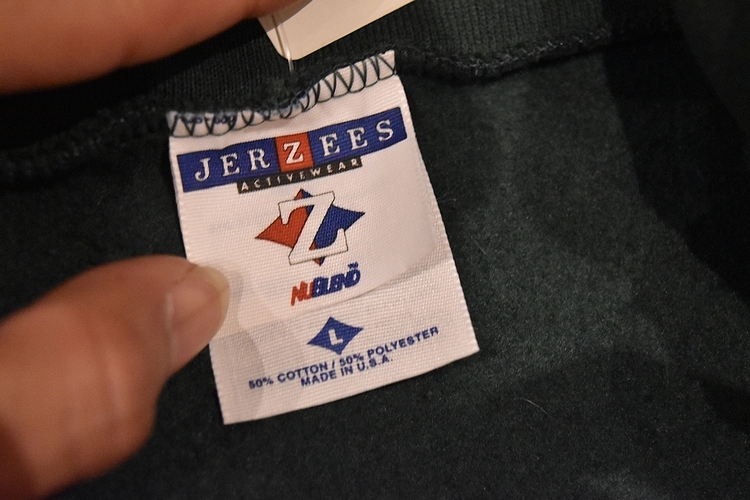 JERZEES
ACTIVEWEAR
Z
NUBLEND
L
50% COTTON / 50% POLYESTER
MADE IN U.S.A.